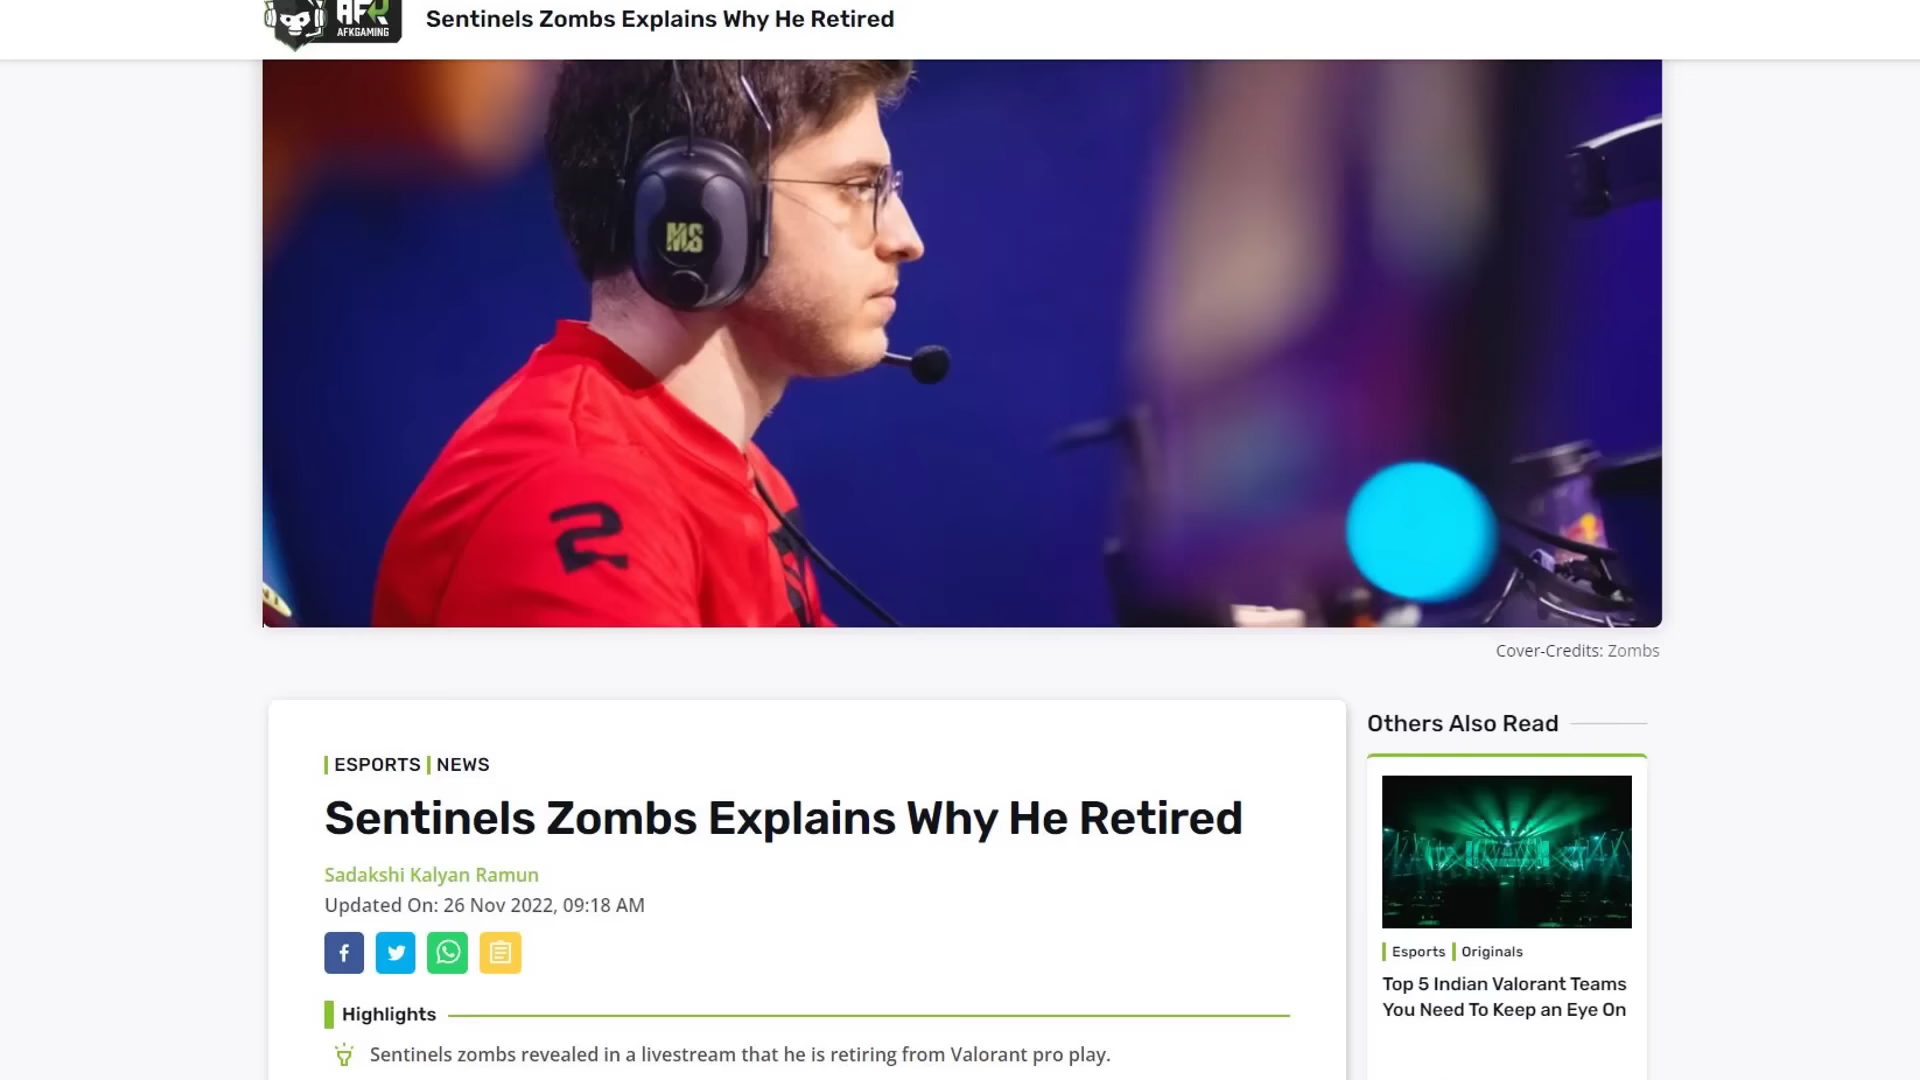 AFK
AFKGAMING
Sentinels Zombs Explains Why He Retired
MS
Cover-Credits: Zombs
ESPORTS NEWS
Sentinels Zombs Explains Why He Retired
Sadakshi Kalyan Ramun
Updated On: 26 Nov 2022, 09:18 AM
Highlights
Sentinels zombs revealed in a livestream that he is retiring from Valorant pro play.
Others Also Read
Esports Originals
Top 5 Indian Valorant Teams
You Need To Keep an Eye On